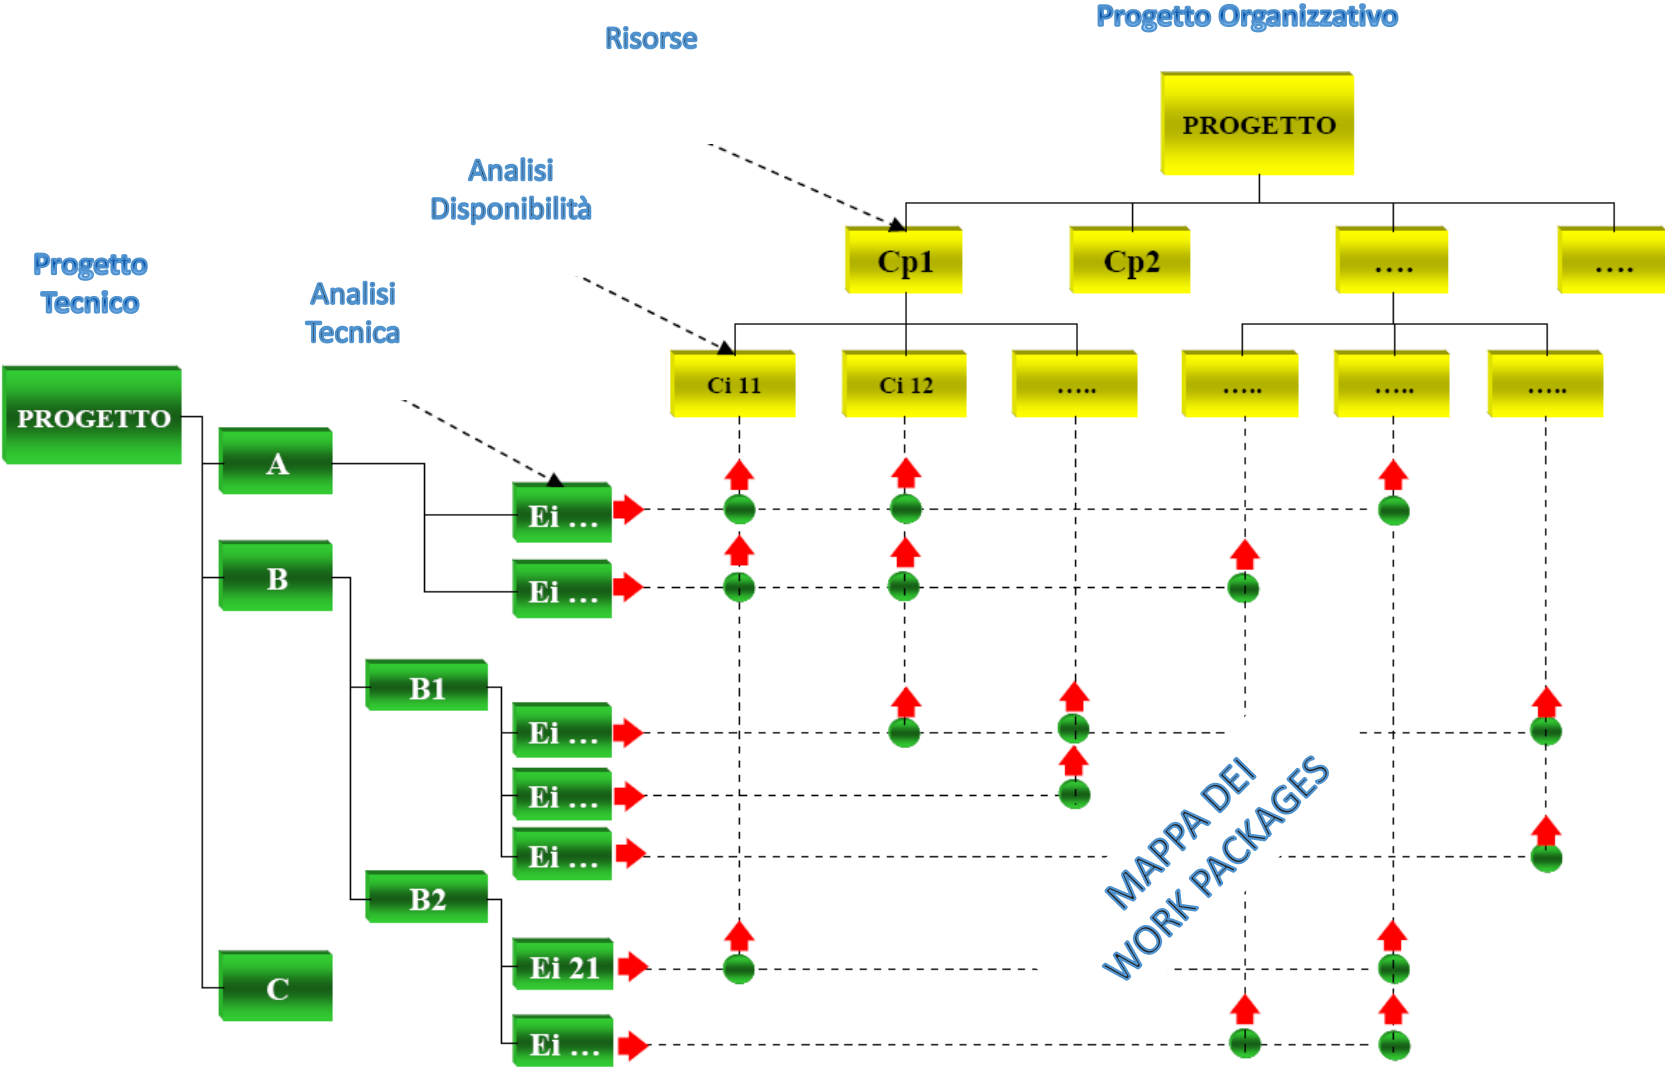 Progetto Organizzativo
Risorse
PROGETTO
Analisi
Disponibilità
Cp1
Cp2
….
….
Progetto
Tecnico
Analisi
Tecnica
Ci 11
Ci 12
…..
…..
…..
…..
PROGETTO
A
Ei …
B
Ei …
B1
Ei …
Ei …
Ei …
MAPPA DEI
WORK PACKAGES
B2
Ei 21
C
Ei …